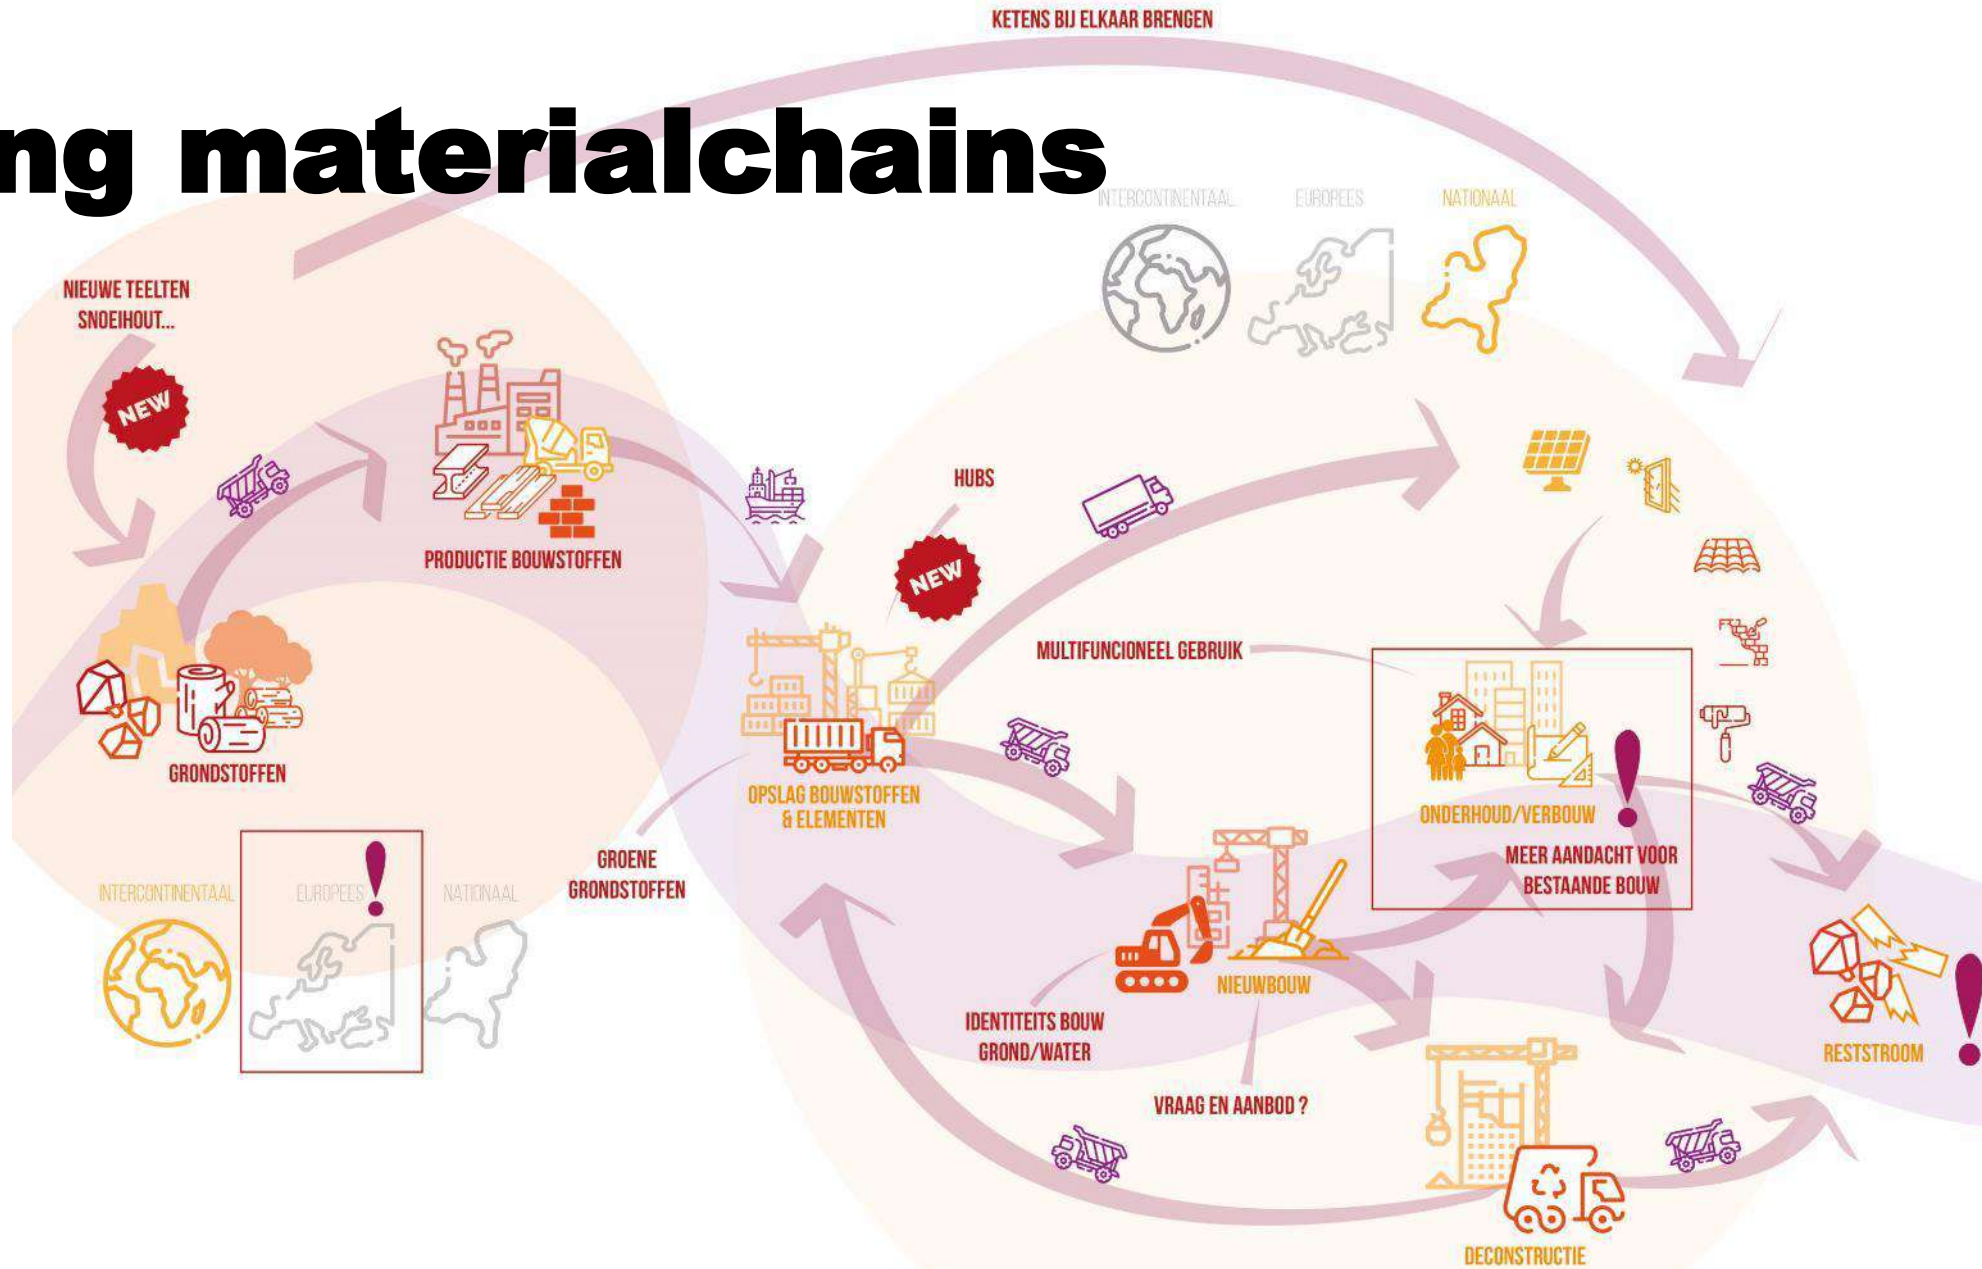 KETENS BIJ ELKAAR BRENGEN
ng materialchains
INTERCONTINENTAAL
EUROPEES
NATIONAAL
NIEUWE TEELTEN
SNOEIHOUT...
NEW
PRODUCTIE BOUWSTOFFEN
HUBS
NEW
MULTIFUNCIONEEL GEBRUIK
GRONDSTOFFEN
OPSLAG BOUWSTOFFEN
& ELEMENTEN
ONDERHOUD/VERBOUW
MEER AANDACHT VOOR
BESTAANDE BOUW
GROENE
GRONDSTOFFEN
INTERCONTINENTAAL
EUROPEES
NATIONAAL
NIEUWBOUW
IDENTITEITS BOUW
GROND/WATER
RESTSTROOM
VRAAG EN AANBOD ?
DECONSTRUCTIE